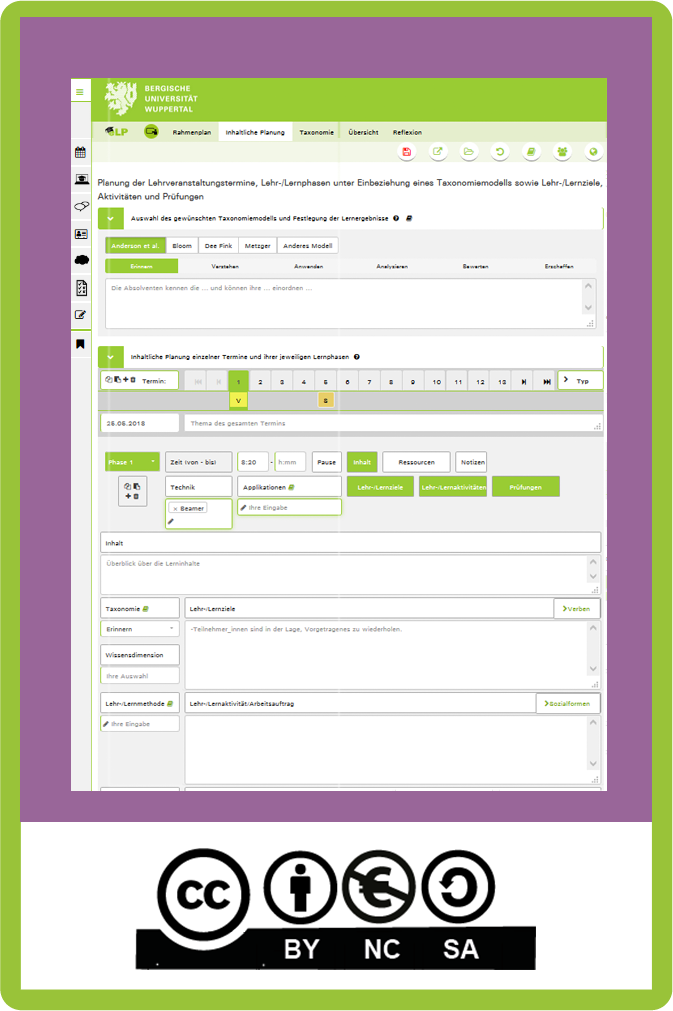 BERGISCHE
UNIVERSITÄT
WUPPERTAL
LP Rahmenplan Inhaltliche Planung Taxonomie Übersicht Reflexion
Planung der Lehrveranstaltungstermine, Lehr-/Lernphasen unter Einbeziehung eines Taxonomiemodells sowie Lehr-/Lernziele,
Aktivitäten und Prüfungen
Auswahl des gewünschten Taxonomiemodells und Festlegung der Lernergebnisse
Anderson et al. Bloom Dee Fink Metzger Anderes Modell
Erinnern Verstehen Anwenden Analysieren Bewerten Erschaffen
Die Absolventen kennen die ... und können ihre ... einordnen ...
Inhaltliche Planung einzelner Termine und ihrer jeweiligen Lernphasen
Termin: 1 2 3 4 5 6 7 8 9 10 11 12 13 Typ
V S
25.05.2018 Thema des gesamten Termins
Phase 1 Zeit (von - bis) 8:20 - h:mm Pause Inhalt Ressourcen Notizen
Technik Applikationen Lehr-/Lernziele Lehr-/Lernaktivitäten Prüfungen
× Beamer Ihre Eingabe
Inhalt
Überblick über die Lerninhalte
Taxonomie Lehr-/Lernziele Verben
Erinnern -Teilnehmer_innen sind in der Lage, Vorgetragenes zu wiederholen.
Wissensdimension
Ihre Auswahl
Lehr-/Lernmethode Lehr-/Lernaktivität/Arbeitsauftrag Sozialformen
Ihre Eingabe
cc
BY NC SA